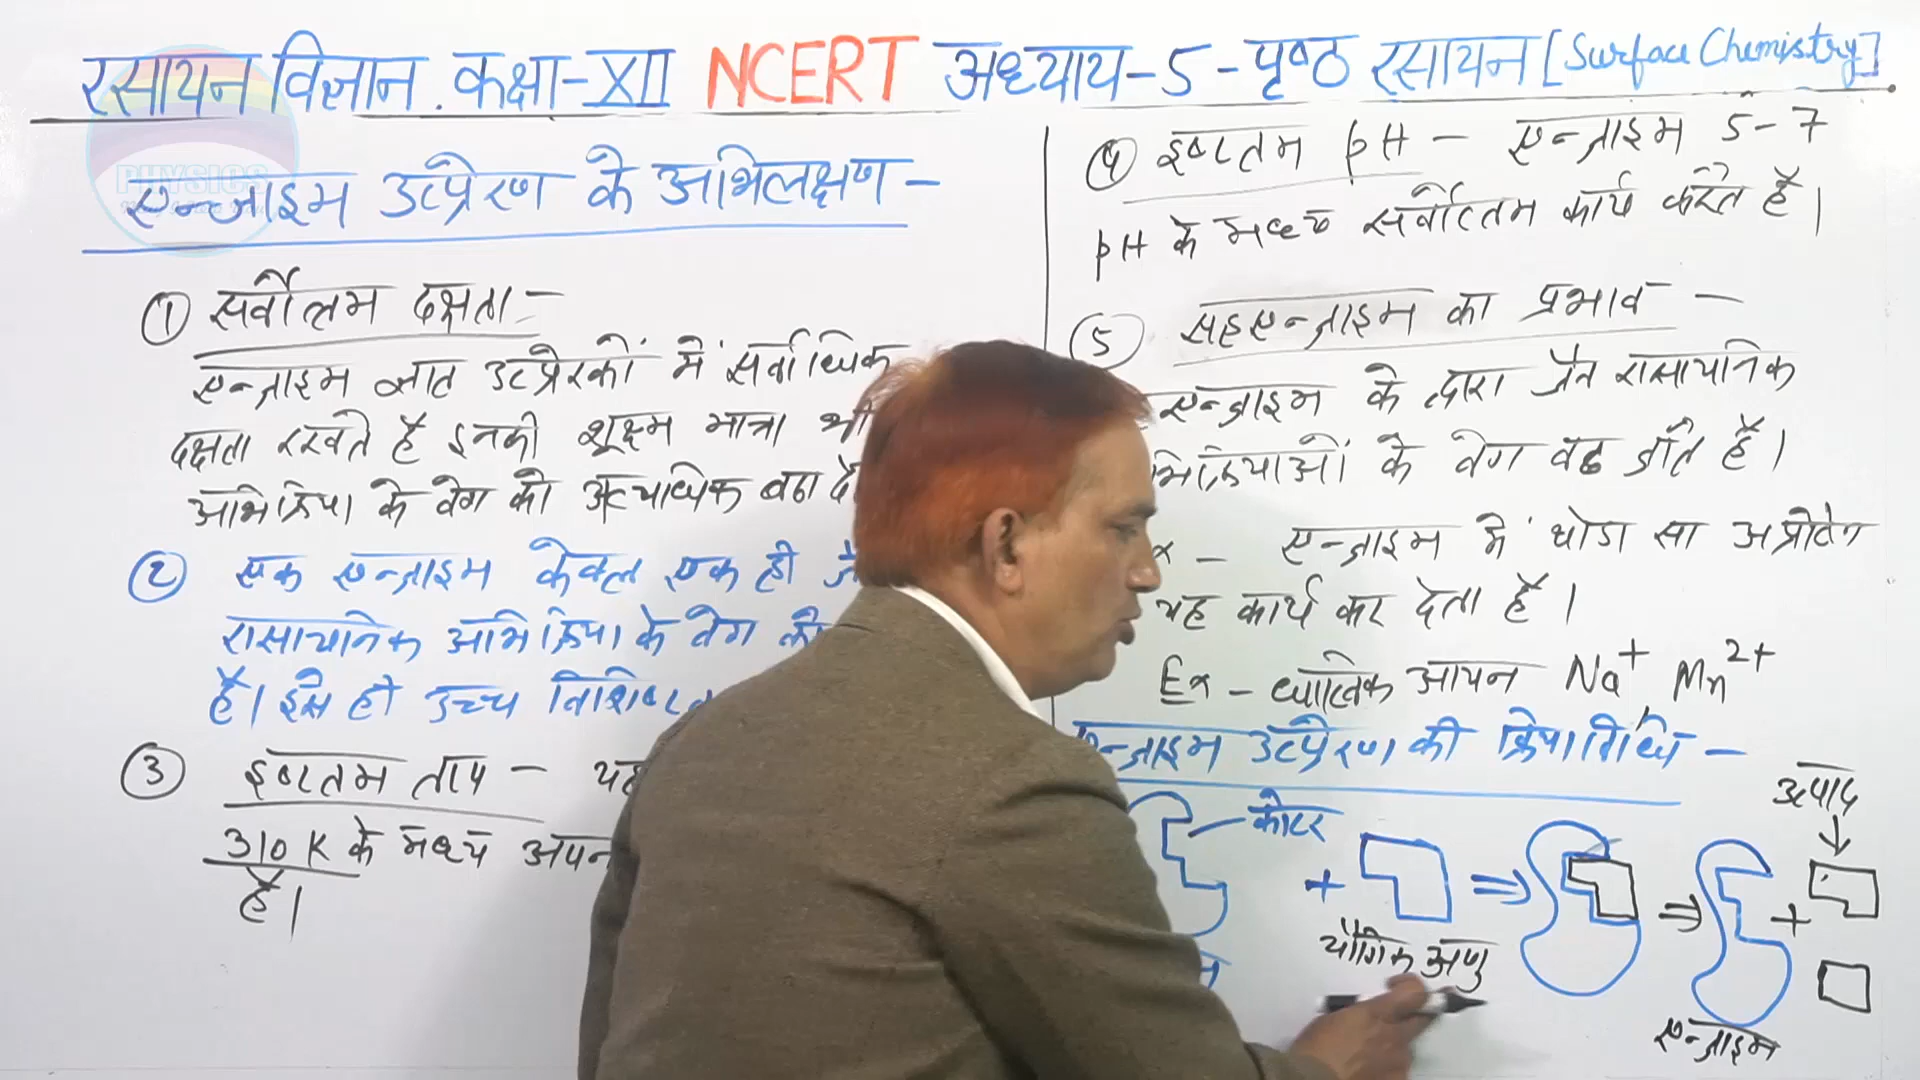 रसायन विज्ञान. कक्षा-XII NCERT अध्याय-5-पृष्ठ रसायन [Surface Chemistry]
PHYSICS
एन्जाइम उत्प्रेरण के अभिलक्षण-
① सर्वोत्तम दक्षता-
एन्जाइम ज्ञात उत्प्रेरकों में सर्वाधिक
दक्षता रखते हैं इनकी शूक्ष्म मात्रा भी
अभिक्रिया के वेग को अत्याधिक बढा दे
② एक एन्जाइम केवल एक ही
रासायनिक अभिक्रिया के वेग
है। इसे ही उच्च विशिष्ट
③ इष्टतम ताप - यह
310 K के मध्य अपन
है।
④ इष्टतम pH - एन्जाइम 5-7
pH के मध्य सर्वोत्तम कार्य करते है।
⑤ सहएन्जाइम का प्रभाव -
एन्जाइम के द्वारा जैव रासायनिक
भिक्रियाओं के वेग बढ जाते है।
x - एन्जाइम में थोडा सा अप्रोटीन
यह कार्य कर देता है।
Ex - धात्विक आयन Na+, Mn2+
न्जाइम उत्प्रेरण की क्रियाविधि -
कोटर
उत्पाद
+
⇒
⇒
+
यौगिक अणु
एन्जाइम